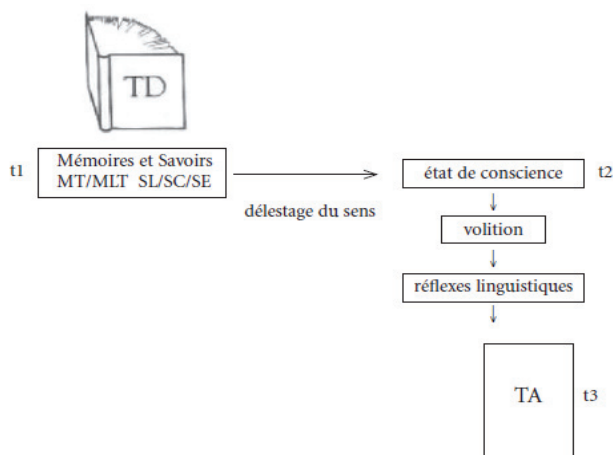 TD
t1
Mémoires et Savoirs
MT/MLT SL/SC/SE
délestage du sens
état de conscience
t2
volition
réflexes linguistiques
TA
t3